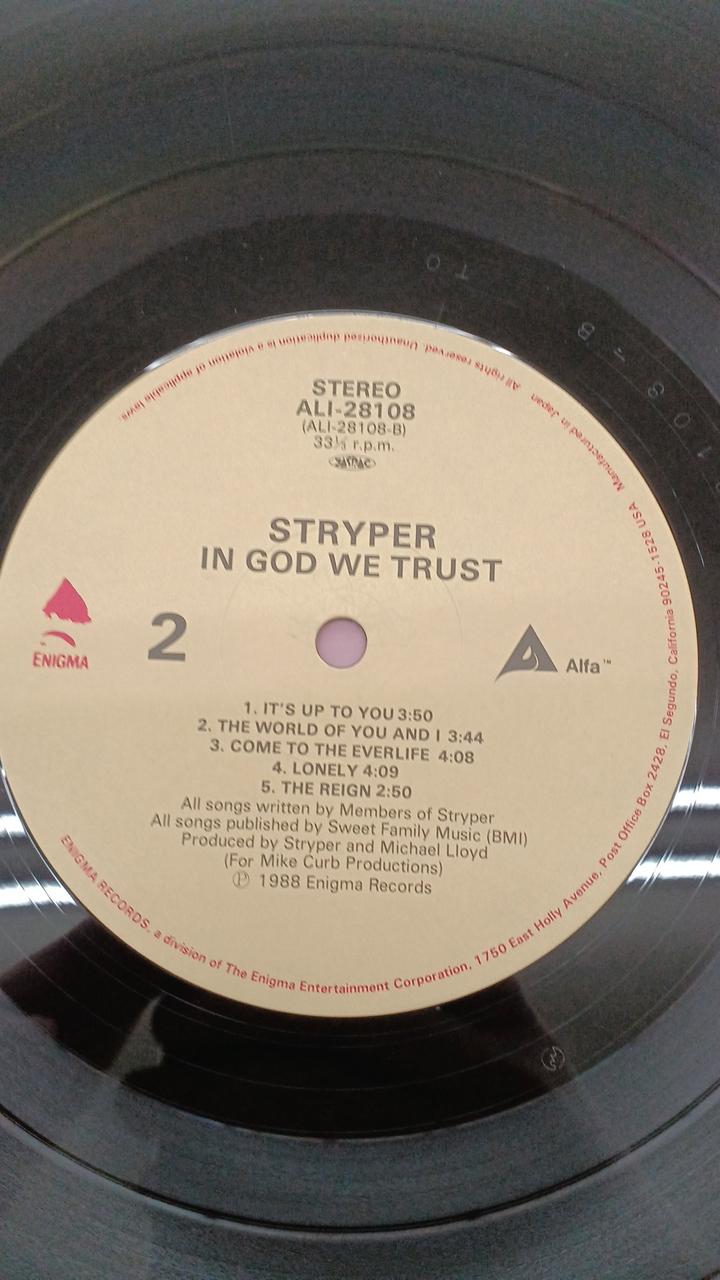 STEREO
ALI-28108
(ALI-28108-B)
33⅓ r.p.m.
JASRAC
STRYPER
IN GOD WE TRUST
ENIGMA
2
Alfa™
1. IT'S UP TO YOU 3:50
2. THE WORLD OF YOU AND I 3:44
3. COME TO THE EVERLIFE 4:08
4. LONELY 4:09
5. THE REIGN 2:50
All songs written by Members of Stryper
All songs published by Sweet Family Music (BMI)
Produced by Stryper and Michael Lloyd
(For Mike Curb Productions)
℗ 1988 Enigma Records
ENIGMA RECORDS, a division of The Enigma Entertainment Corporation, 1750 East Holly Avenue, Post Office Box 2428, El Segundo, California 90245-1528 USA Manufactured in Japan All rights reserved. Unauthorized duplication is a violation of applicable laws.